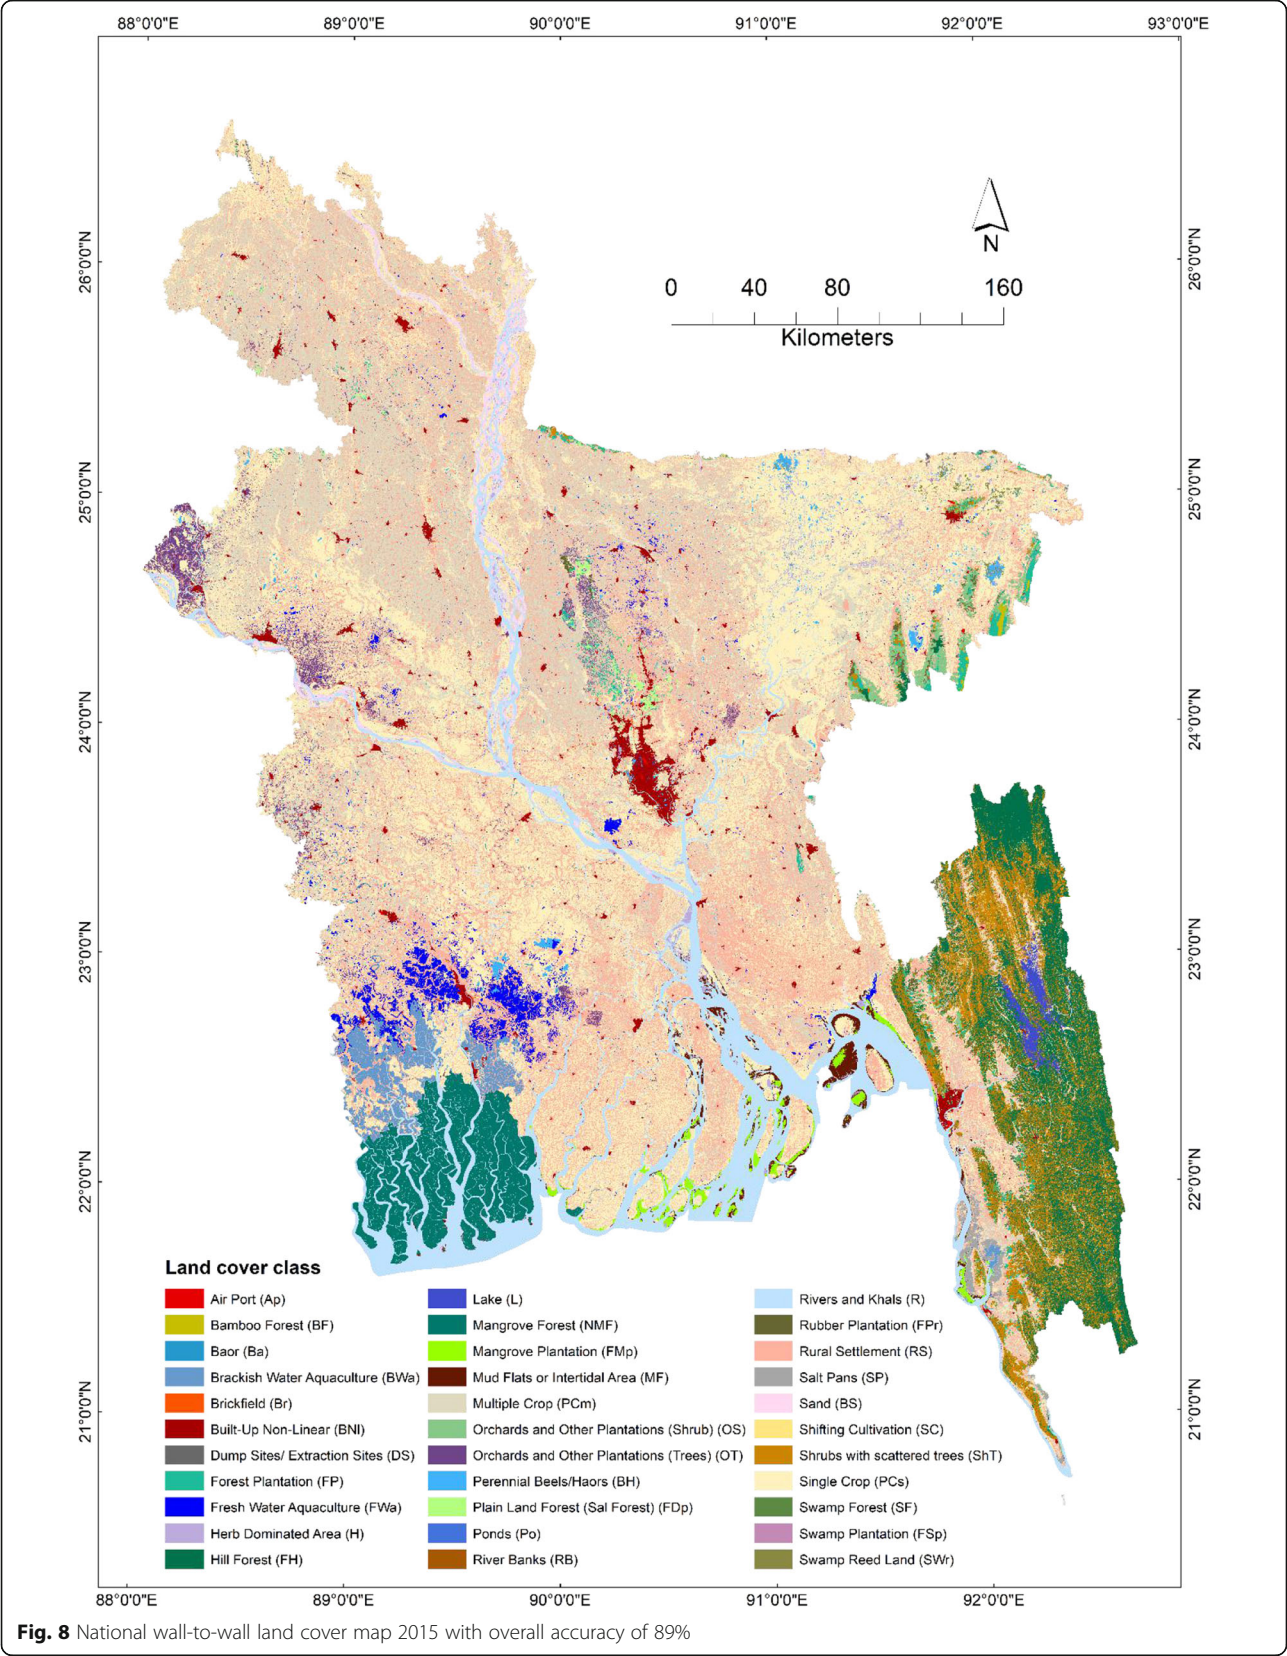 88°0'0"E 89°0'0"E 90°0'0"E 91°0'0"E 92°0'0"E 93°0'0"E
26°0'0"N 26°0'0"N
N
0 40 80 160
Kilometers
25°0'0"N 25°0'0"N
24°0'0"N 24°0'0"N
23°0'0"N 23°0'0"N
22°0'0"N 22°0'0"N
21°0'0"N 21°0'0"N
Land cover class
Air Port (Ap)
Bamboo Forest (BF)
Baor (Ba)
Brackish Water Aquaculture (BWa)
Brickfield (Br)
Built-Up Non-Linear (BNI)
Dump Sites/ Extraction Sites (DS)
Forest Plantation (FP)
Fresh Water Aquaculture (FWa)
Herb Dominated Area (H)
Hill Forest (FH)
Lake (L)
Mangrove Forest (NMF)
Mangrove Plantation (FMp)
Mud Flats or Intertidal Area (MF)
Multiple Crop (PCm)
Orchards and Other Plantations (Shrub) (OS)
Orchards and Other Plantations (Trees) (OT)
Perennial Beels/Haors (BH)
Plain Land Forest (Sal Forest) (FDp)
Ponds (Po)
River Banks (RB)
Rivers and Khals (R)
Rubber Plantation (FPr)
Rural Settlement (RS)
Salt Pans (SP)
Sand (BS)
Shifting Cultivation (SC)
Shrubs with scattered trees (ShT)
Single Crop (PCs)
Swamp Forest (SF)
Swamp Plantation (FSp)
Swamp Reed Land (SWr)
88°0'0"E 89°0'0"E 90°0'0"E 91°0'0"E 92°0'0"E
Fig. 8 National wall-to-wall land cover map 2015 with overall accuracy of 89%